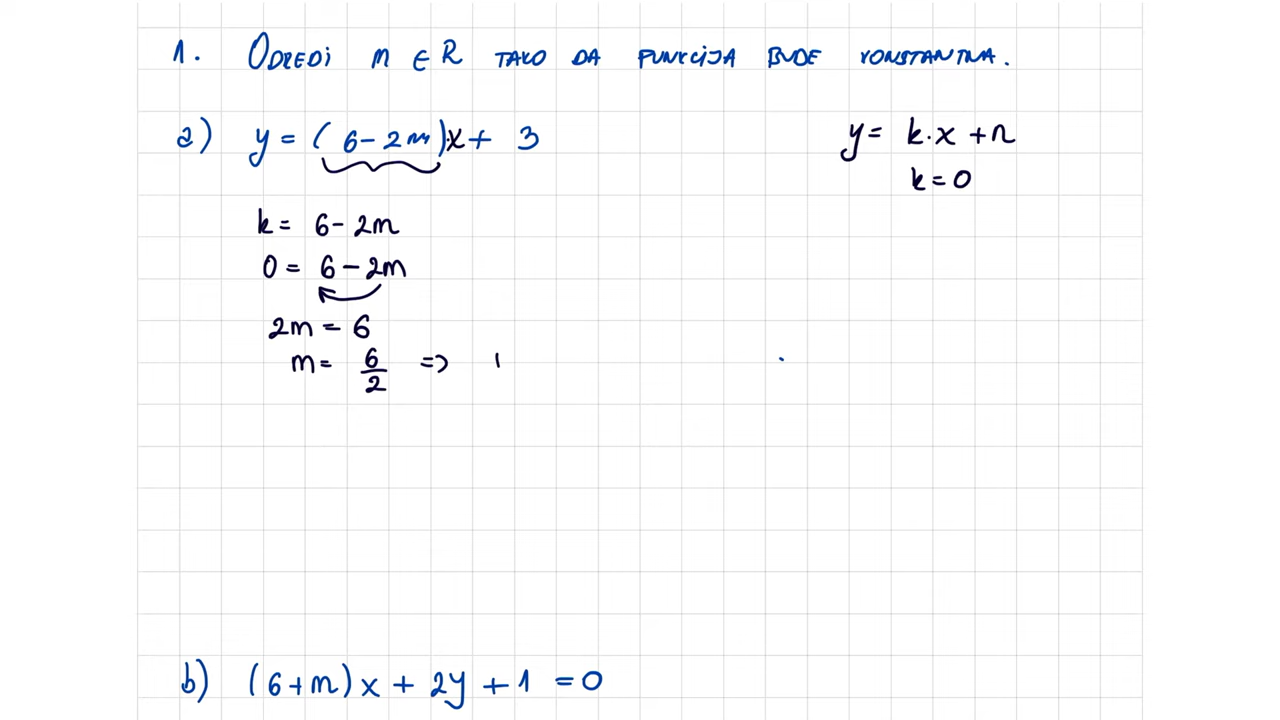 1. ODREDI m ∈ R TAKO DA FUNKCIJA BUDE KONSTANTNA.
a) y = (6-2m)·x + 3
y = k·x + n
k = 0
k = 6-2m
0 = 6-2m
2m = 6
m = 6/2 =>
b) (6+m)x + 2y + 1 = 0